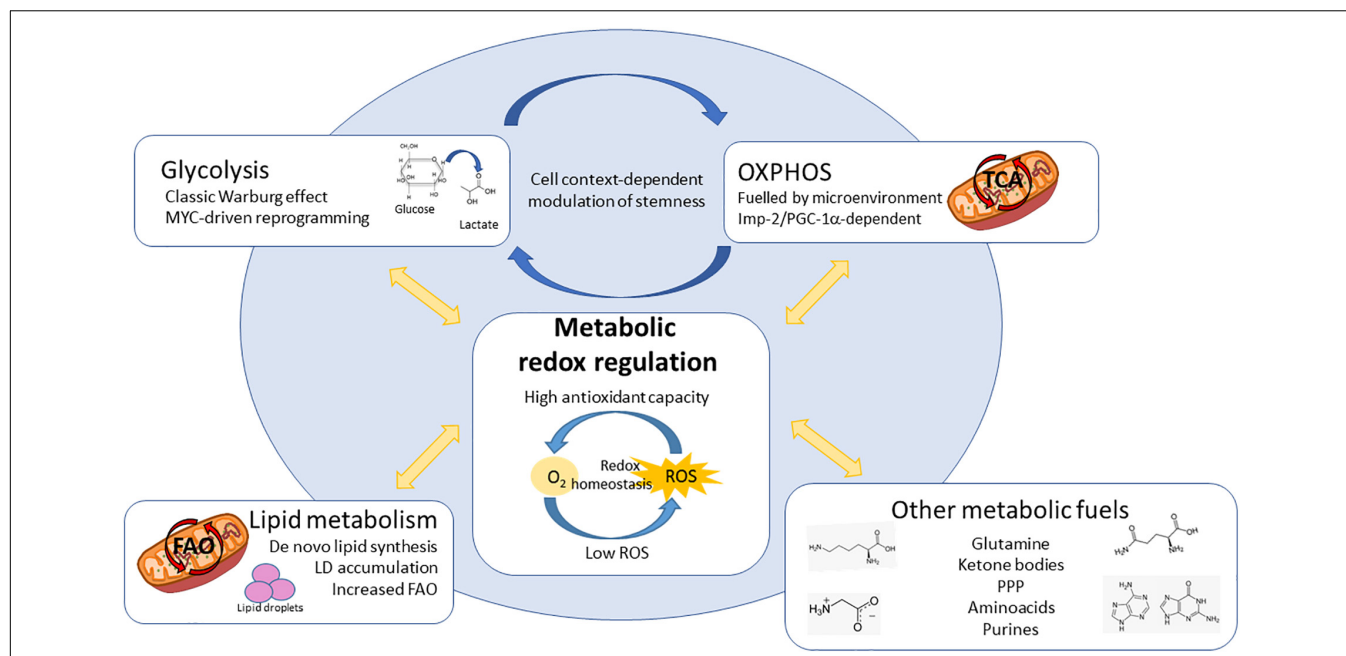 Glycolysis
Classic Warburg effect
MYC-driven reprogramming
Glucose
Lactate
Cell context-dependent
modulation of stemness
OXPHOS
Fuelled by microenvironment
Imp-2/PGC-1α-dependent
TCA
Metabolic
redox regulation
High antioxidant capacity
O₂
Redox
homeostasis
ROS
Low ROS
FAO
Lipid metabolism
De novo lipid synthesis
LD accumulation
Increased FAO
Lipid droplets
Other metabolic fuels
Glutamine
Ketone bodies
PPP
Aminoacids
Purines